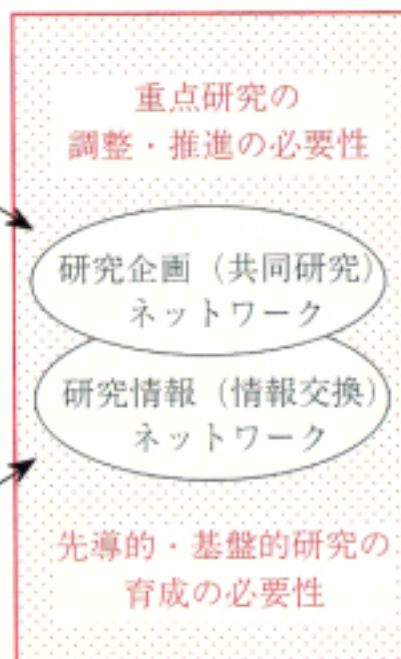 重点研究の
調整・推進の必要性
研究企画（共同研究）
ネットワーク
研究情報（情報交換）
ネットワーク
先導的・基盤的研究の
育成の必要性